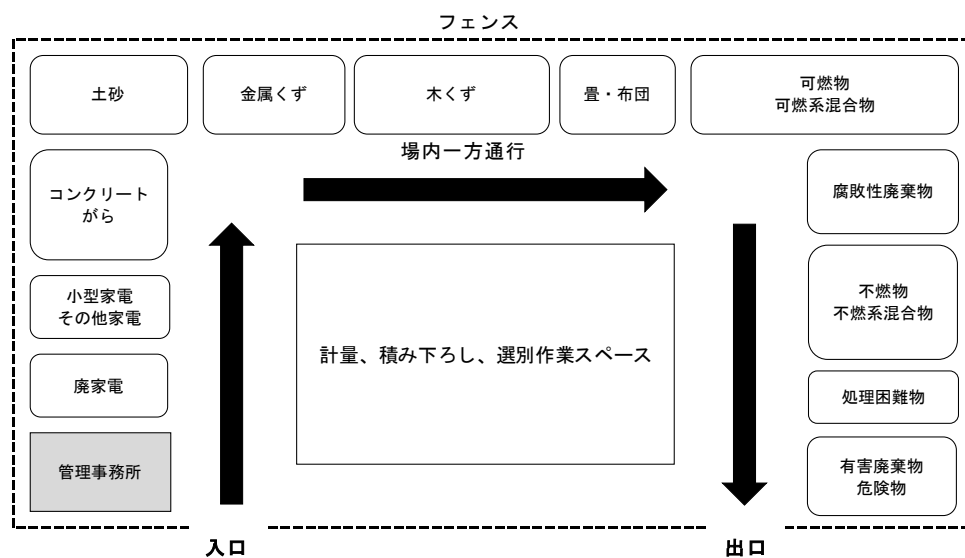 フェンス
土砂
金属くず
木くず
畳・布団
可燃物
可燃系混合物
場内一方通行
コンクリート
がら
腐敗性廃棄物
小型家電
その他家電
不燃物
不燃系混合物
計量、積み下ろし、選別作業スペース
廃家電
処理困難物
管理事務所
有害廃棄物
危険物
入口
出口